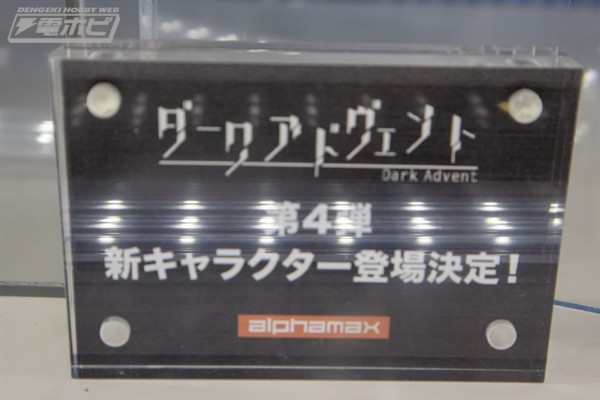 DENGEKI HOBBY WEB
電ホビ
ダークアドヴェント
Dark Advent
第4弾
新キャラクター登場決定！
alphamax